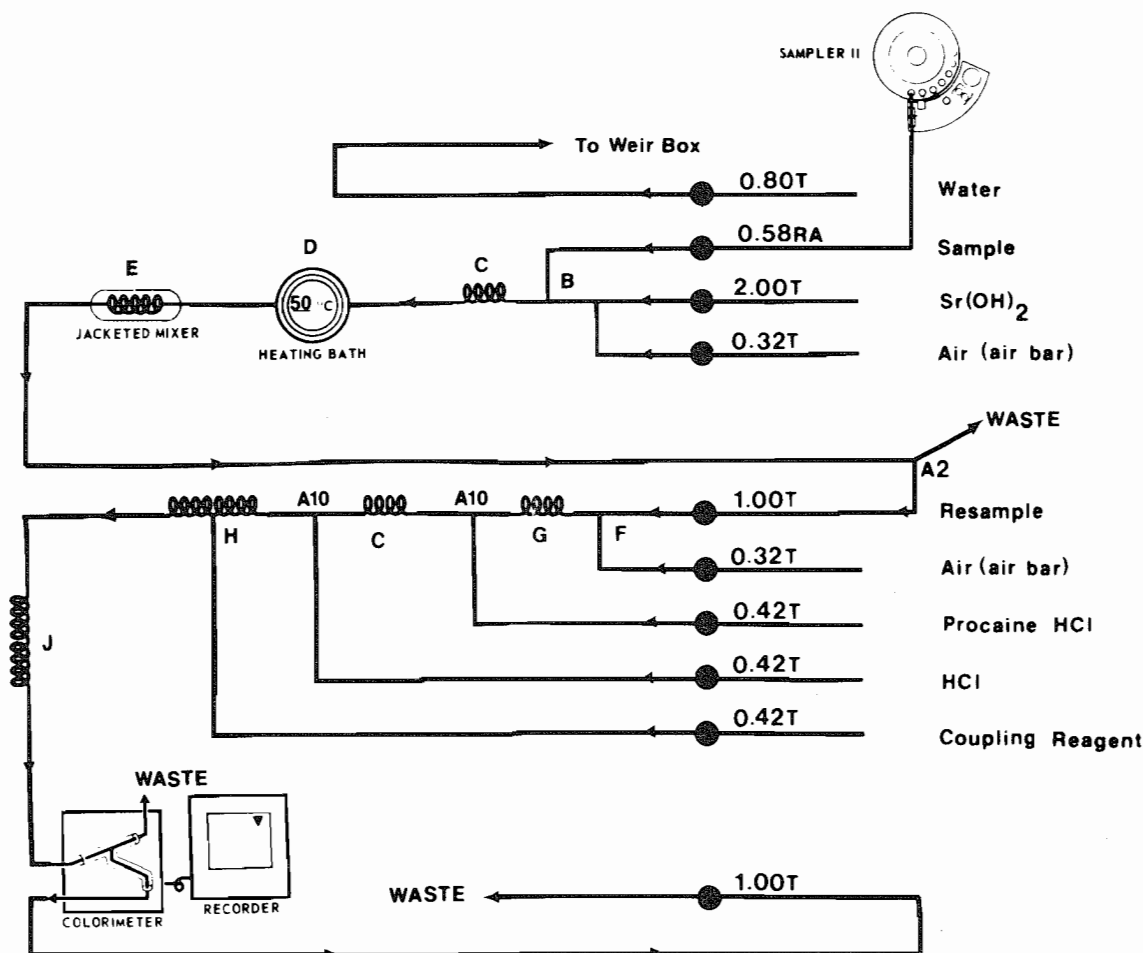 SAMPLER II
To Weir Box
0.80T
Water
0.58RA
Sample
E
D
C
B
2.00T
Sr(OH)2
50 °C
JACKETED MIXER
HEATING BATH
0.32T
Air (air bar)
WASTE
A2
A10
A10
1.00T
Resample
H
C
G
F
0.32T
Air (air bar)
0.42T
Procaine HCl
J
0.42T
HCl
0.42T
Coupling Reagent
WASTE
WASTE
1.00T
COLORIMETER
RECORDER